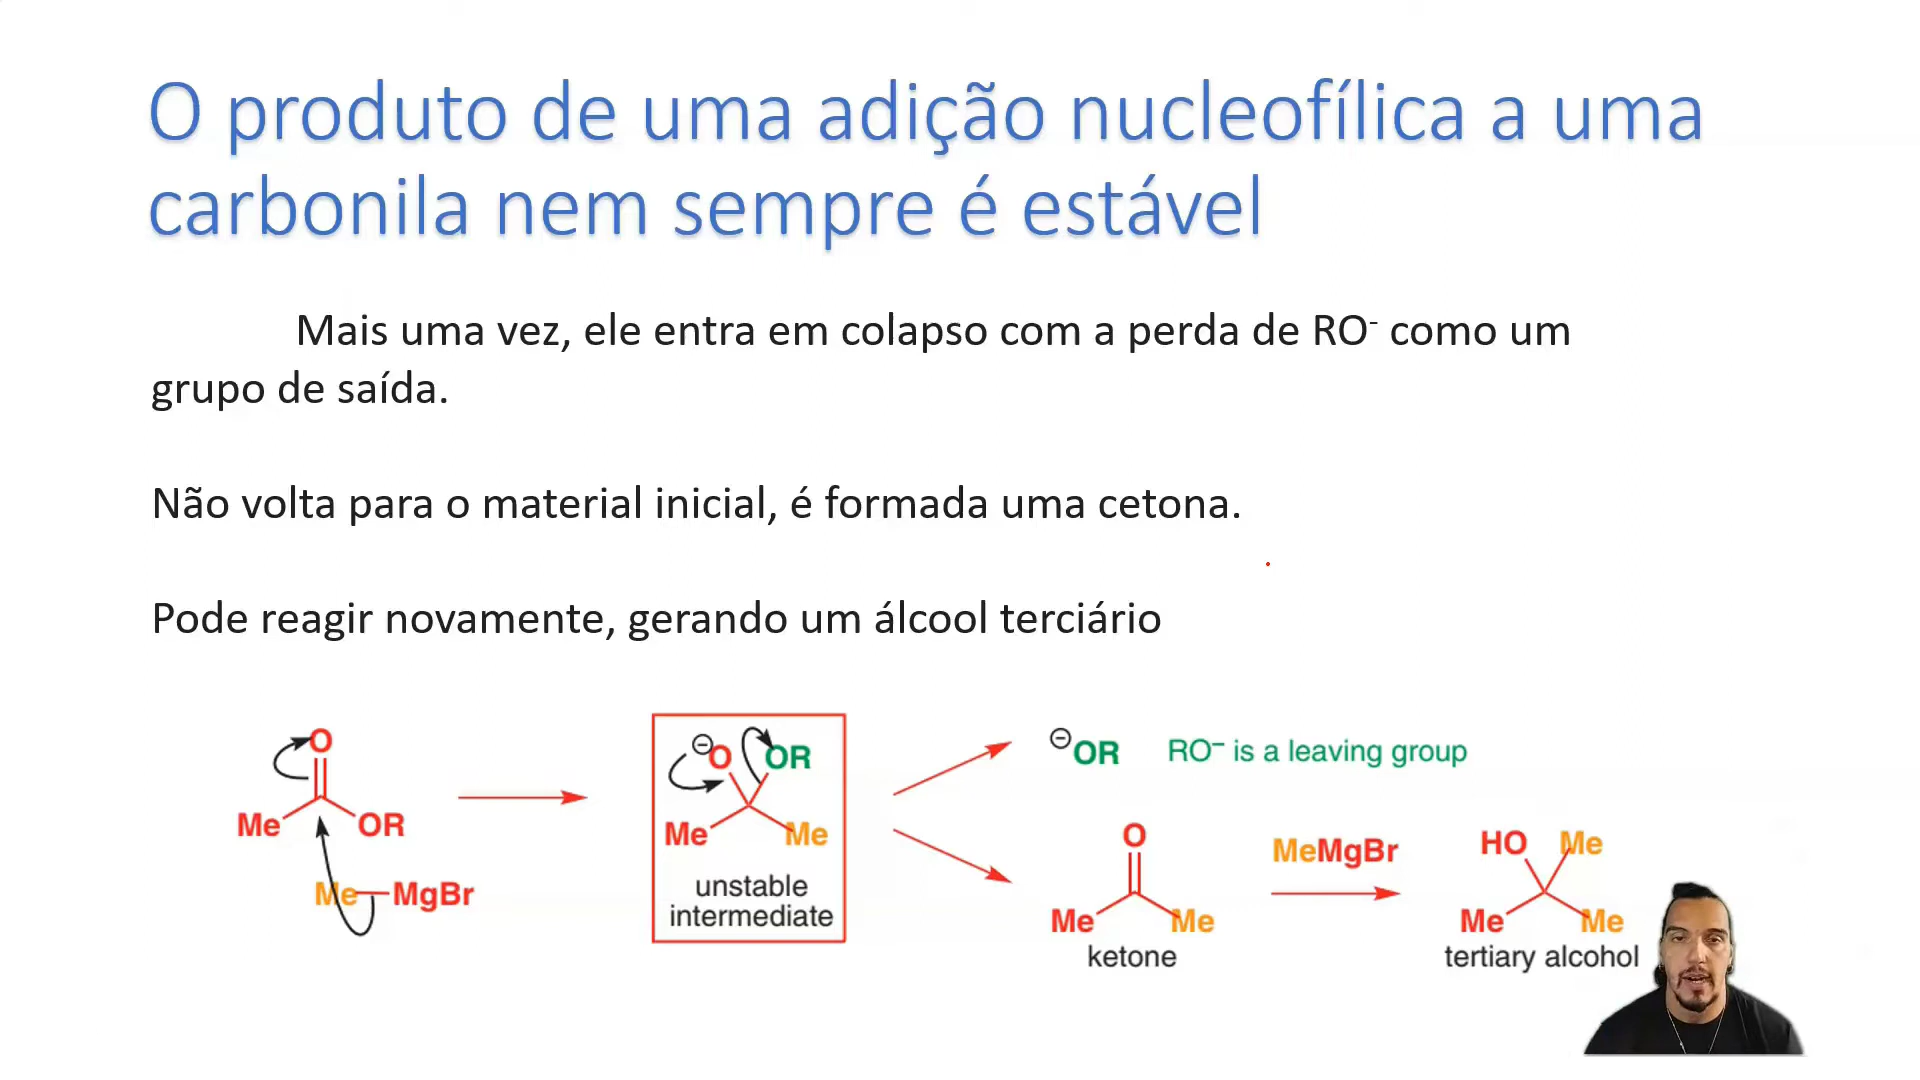 O produto de uma adição nucleofílica a uma
carbonila nem sempre é estável
Mais uma vez, ele entra em colapso com a perda de RO⁻ como um
grupo de saída.
Não volta para o material inicial, é formada uma cetona.
Pode reagir novamente, gerando um álcool terciário
O
Me OR
Me MgBr
⊖O OR
Me Me
unstable
intermediate
⊖OR RO⁻ is a leaving group
O
Me Me
ketone
MeMgBr
HO Me
Me Me
tertiary alcohol